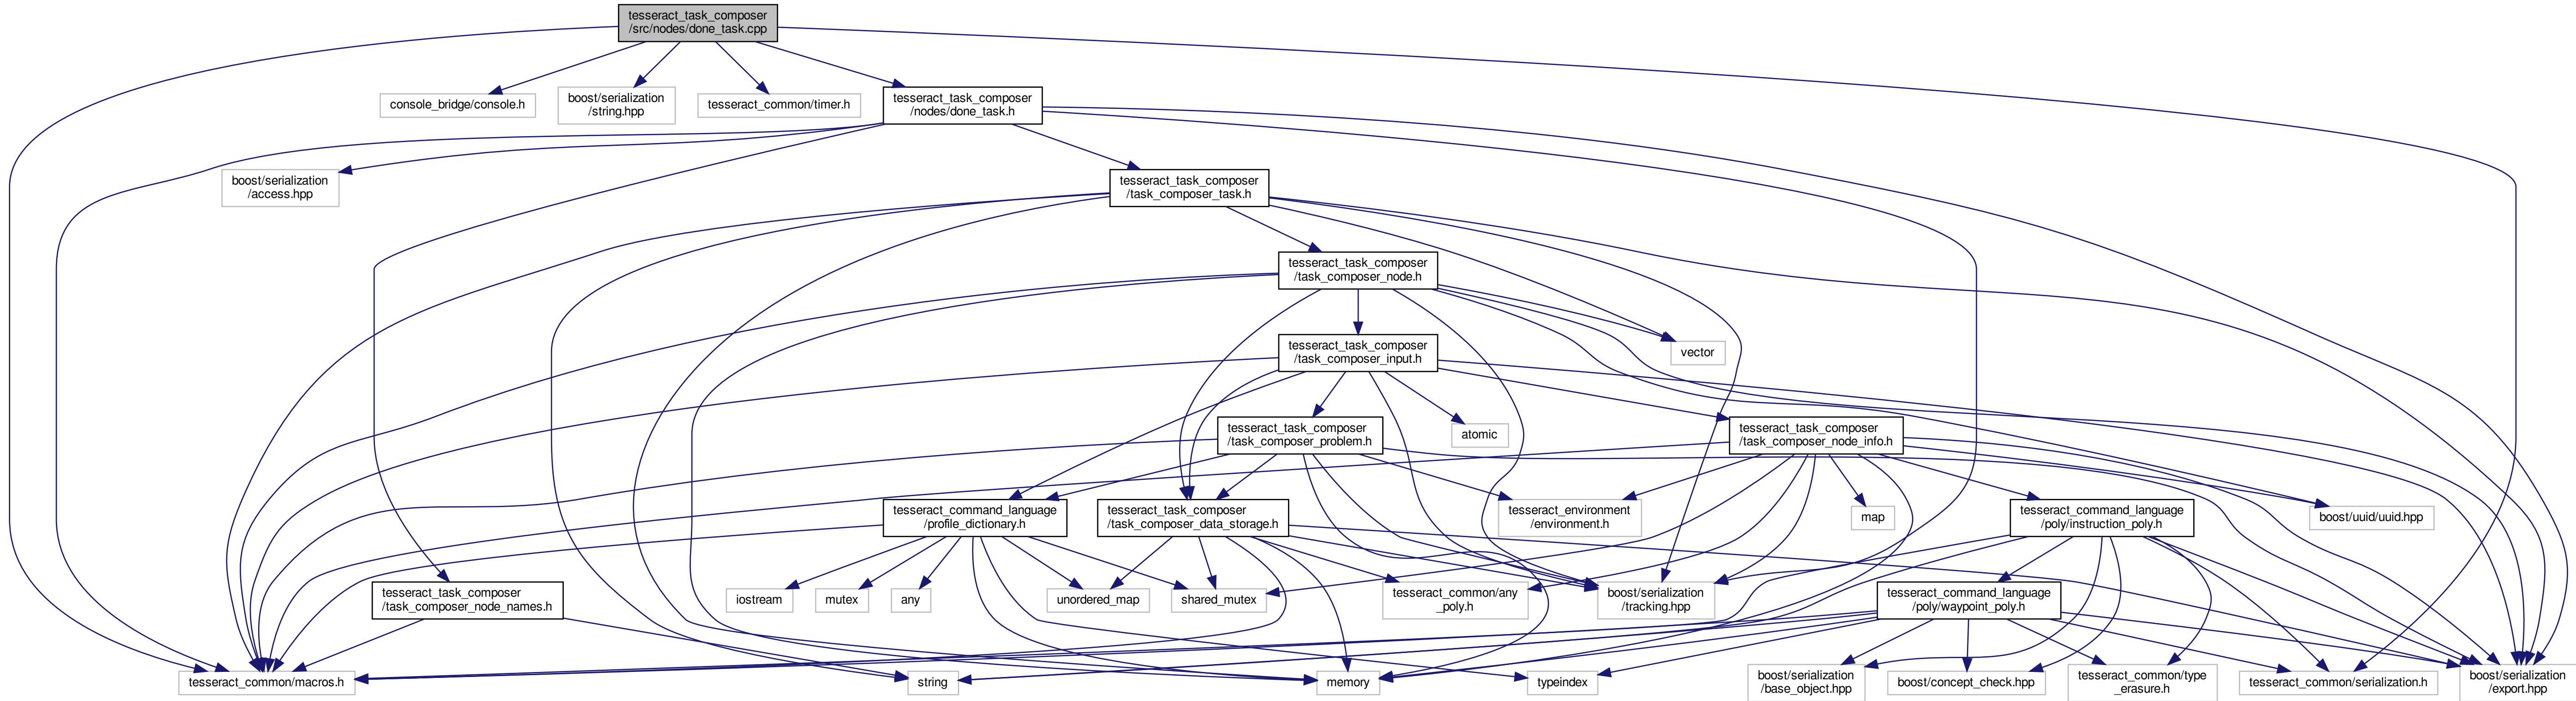 tesseract_task_composer
/src/nodes/done_task.cpp
console_bridge/console.h
boost/serialization
/string.hpp
tesseract_common/timer.h
tesseract_task_composer
/nodes/done_task.h
boost/serialization
/access.hpp
tesseract_task_composer
/task_composer_task.h
tesseract_task_composer
/task_composer_node.h
tesseract_task_composer
/task_composer_input.h
vector
tesseract_task_composer
/task_composer_problem.h
atomic
tesseract_task_composer
/task_composer_node_info.h
tesseract_command_language
/profile_dictionary.h
tesseract_task_composer
/task_composer_data_storage.h
tesseract_environment
/environment.h
map
tesseract_command_language
/poly/instruction_poly.h
boost/uuid/uuid.hpp
tesseract_task_composer
/task_composer_node_names.h
iostream
mutex
any
unordered_map
shared_mutex
tesseract_common/any
_poly.h
boost/serialization
/tracking.hpp
tesseract_command_language
/poly/waypoint_poly.h
tesseract_common/macros.h
string
memory
typeindex
boost/serialization
/base_object.hpp
boost/concept_check.hpp
tesseract_common/type
_erasure.h
tesseract_common/serialization.h
boost/serialization
/export.hpp